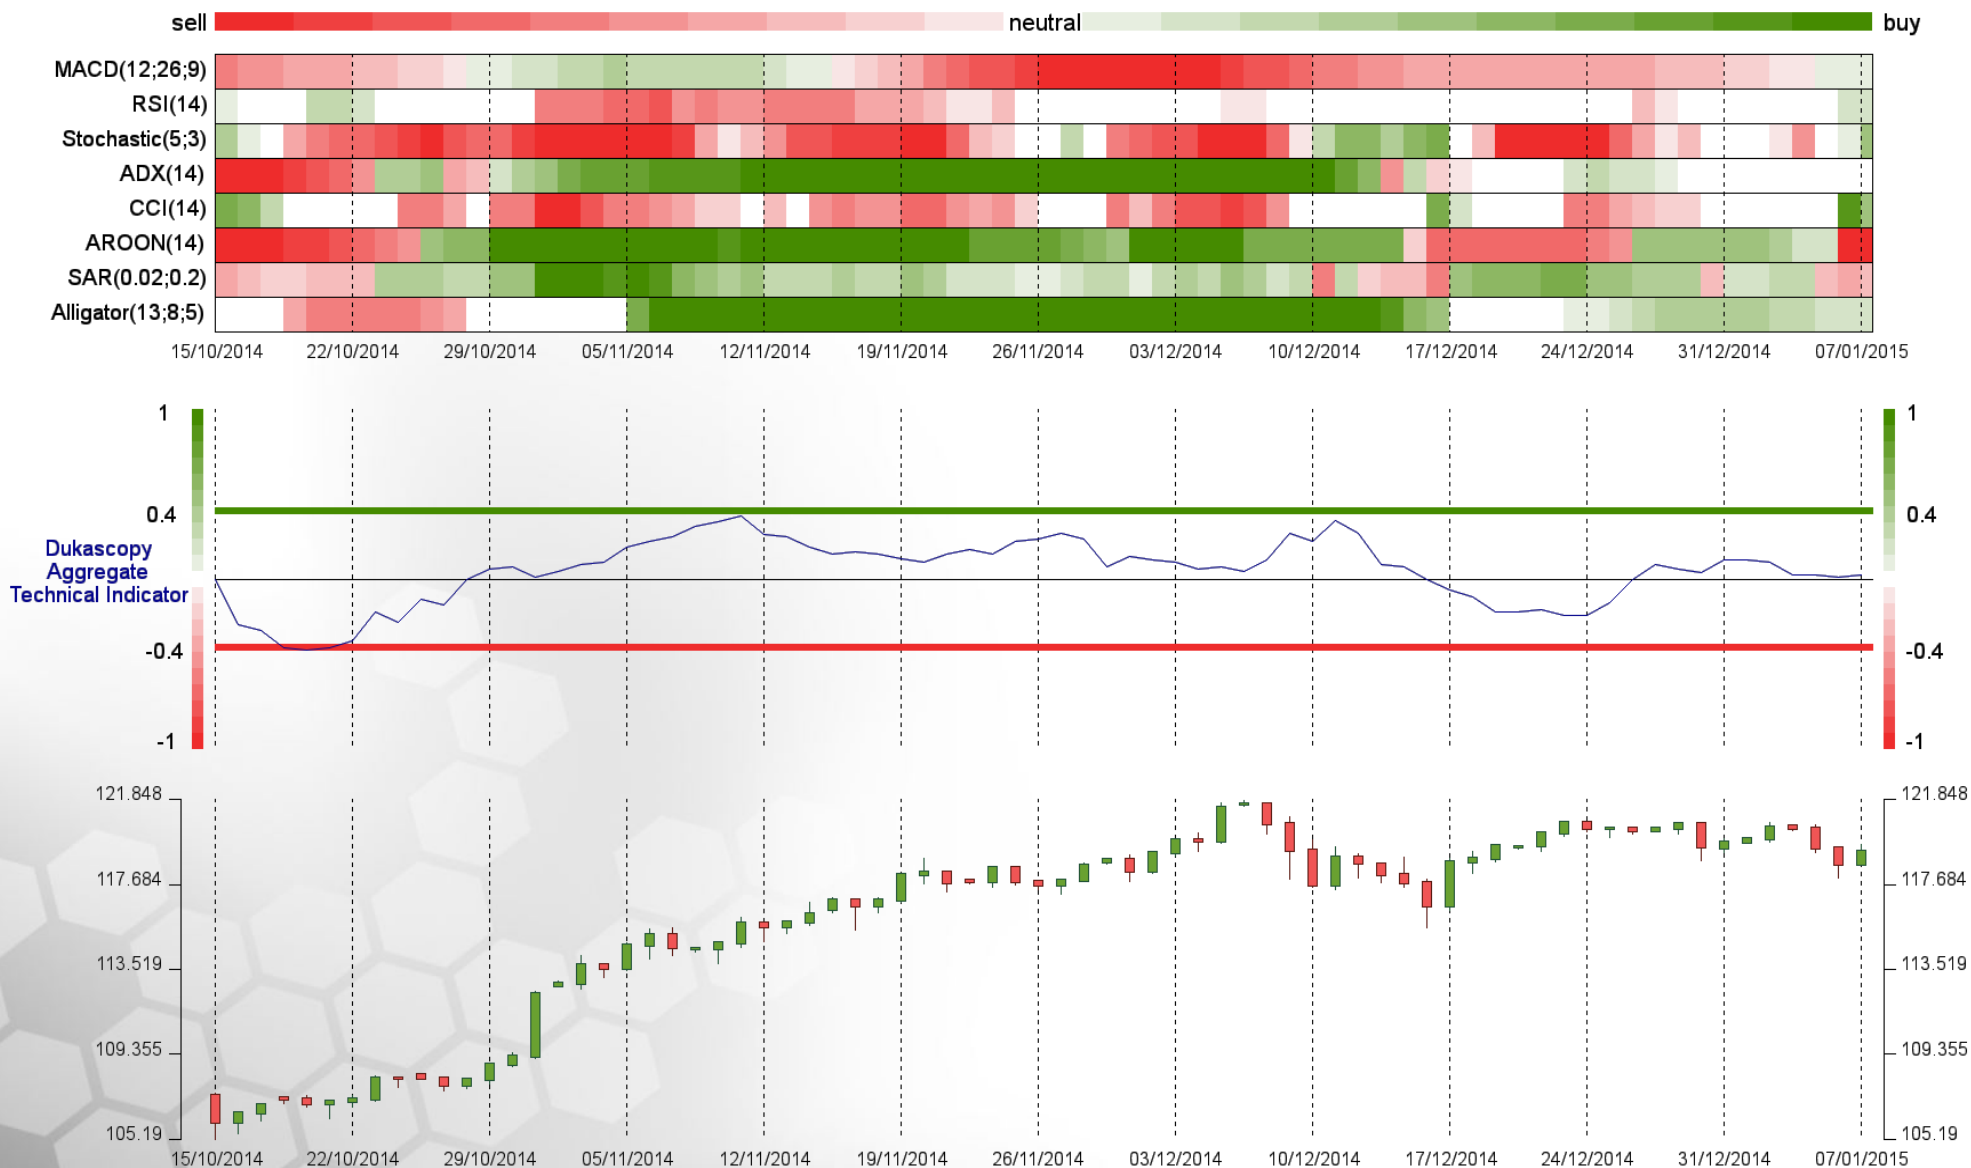 sell neutral buy
MACD(12;26;9)
RSI(14)
Stochastic(5;3)
ADX(14)
CCI(14)
AROON(14)
SAR(0.02;0.2)
Alligator(13;8;5)
15/10/2014 22/10/2014 29/10/2014 05/11/2014 12/11/2014 19/11/2014 26/11/2014 03/12/2014 10/12/2014 17/12/2014 24/12/2014 31/12/2014 07/01/2015
1 1
0.4 0.4
Dukascopy
Aggregate
Technical Indicator
-0.4 -0.4
-1 -1
121.848 121.848
117.684 117.684
113.519 113.519
109.355 109.355
105.19 105.19
15/10/2014 22/10/2014 29/10/2014 05/11/2014 12/11/2014 19/11/2014 26/11/2014 03/12/2014 10/12/2014 17/12/2014 24/12/2014 31/12/2014 07/01/2015